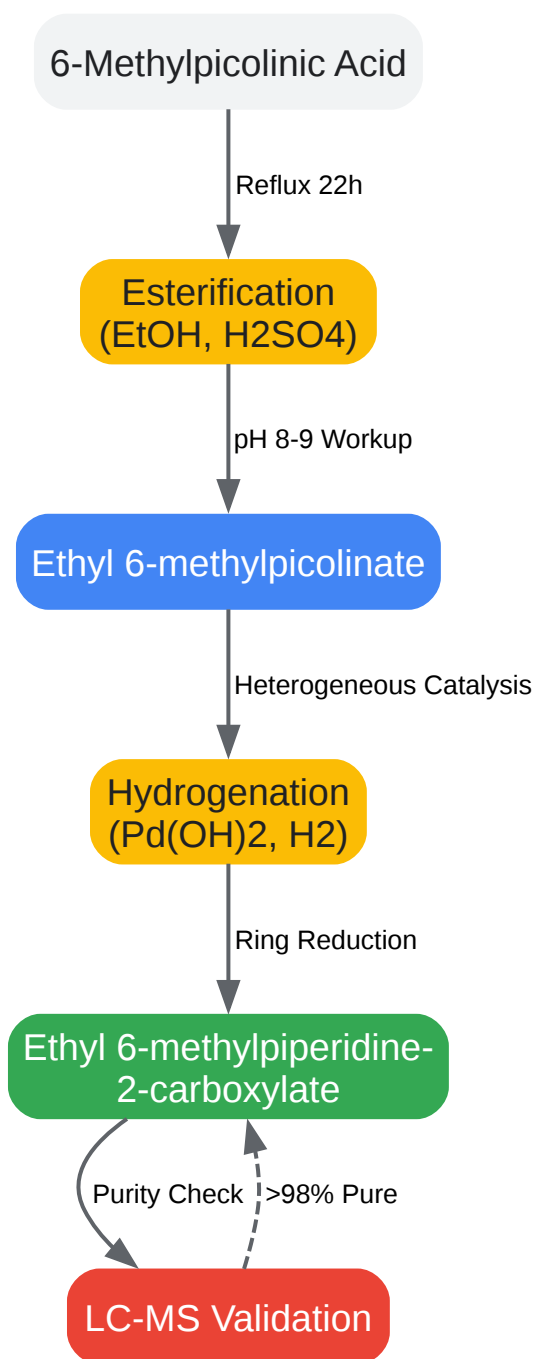 6-Methylpicolinic Acid
Reflux 22h
Esterification
(EtOH, H2SO4)
pH 8-9 Workup
Ethyl 6-methylpicolinate
Heterogeneous Catalysis
Hydrogenation
(Pd(OH)2, H2)
Ring Reduction
Ethyl 6-methylpiperidine-
2-carboxylate
Purity Check
>98% Pure
LC-MS Validation